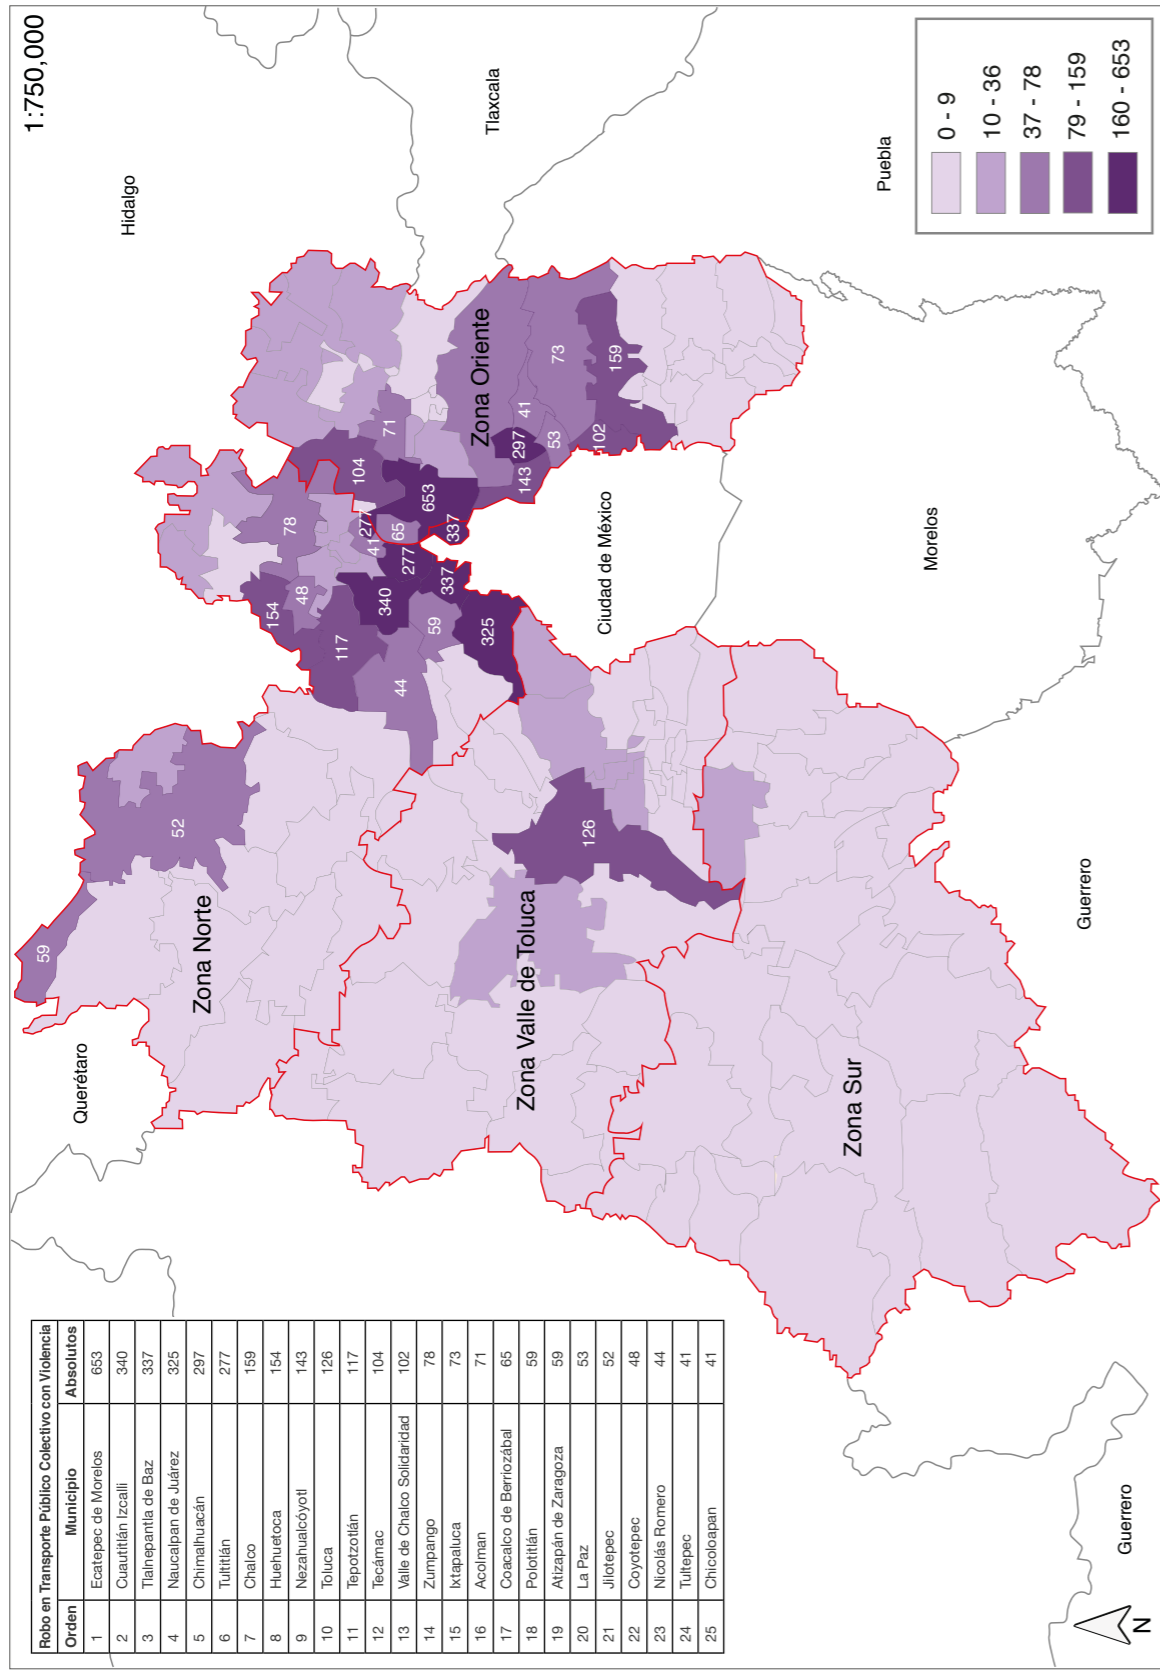 1:750,000
Robo en Transporte Público Colectivo con Violencia
Orden Municipio Absolutos
1 Ecatepec de Morelos 653
2 Cuautitlán Izcalli 340
3 Tlalnepantla de Baz 337
4 Naucalpan de Juárez 325
5 Chimalhuacán 297
6 Tultitlán 277
7 Chalco 159
8 Huehuetoca 154
9 Nezahualcóyotl 143
10 Toluca 126
11 Tepotzotlán 117
12 Tecámac 104
13 Valle de Chalco Solidaridad 102
14 Zumpango 78
15 Ixtapaluca 73
16 Acolman 71
17 Coacalco de Berriozábal 65
18 Polotitlán 59
19 Atizapán de Zaragoza 59
20 La Paz 53
21 Jilotepec 52
22 Coyotepec 48
23 Nicolás Romero 44
24 Tultepec 41
25 Chicoloapan 41
Querétaro
Hidalgo
Tlaxcala
Puebla
Morelos
Guerrero
Guerrero
Ciudad de México
Zona Norte
Zona Valle de Toluca
Zona Sur
Zona Oriente
59
52
154
48
78
117
44
340
59
41
277
277
65
337
337
325
104
71
653
143
297
41
53
73
102
159
126
0 - 9
10 - 36
37 - 78
79 - 159
160 - 653
N